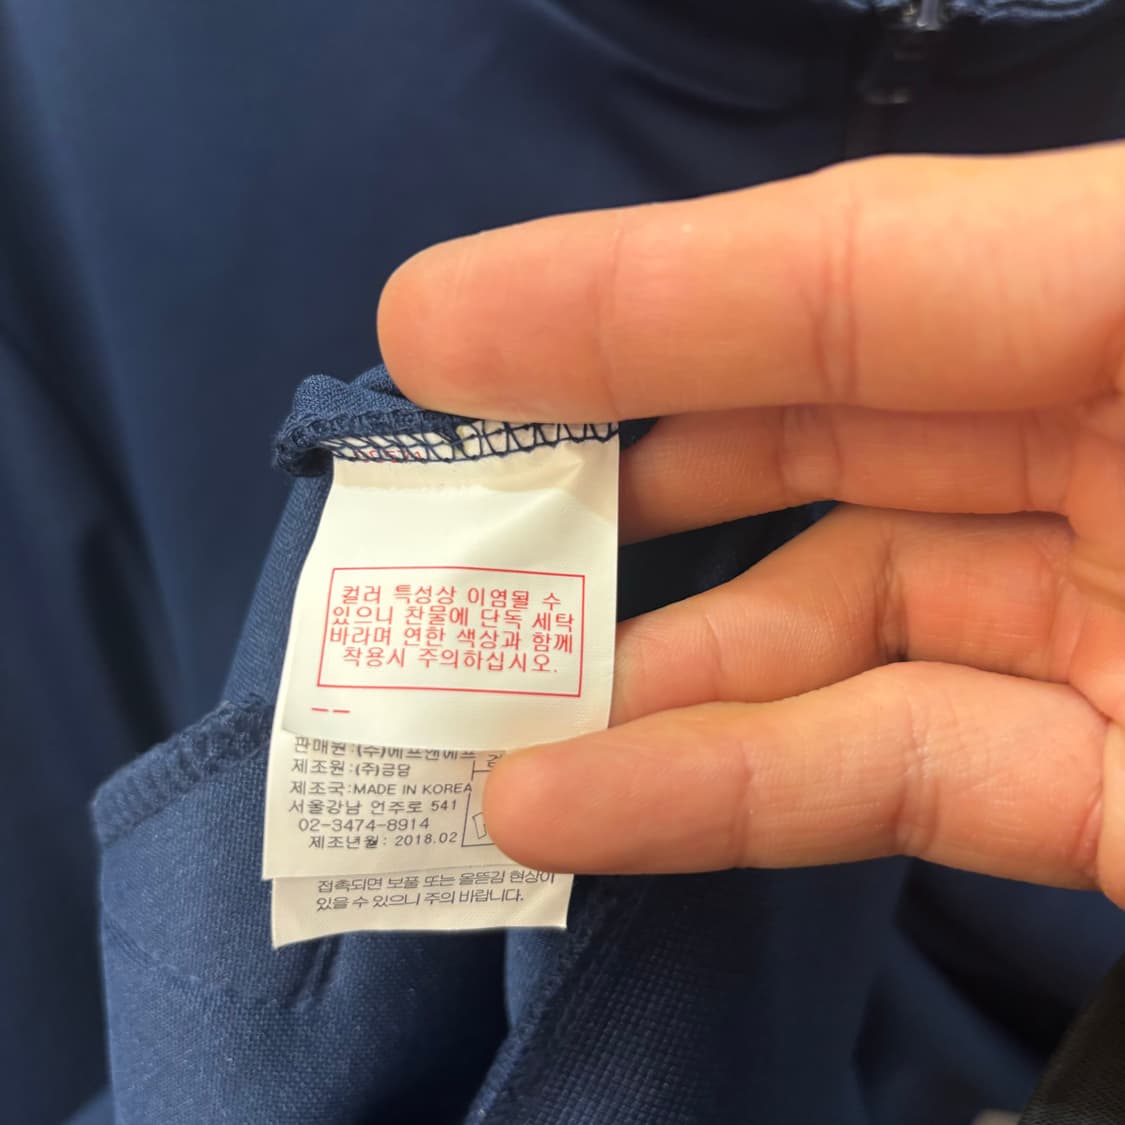 컬러 특성상 이염될 수
있으니 찬물에 단독 세탁
바라며 연한 색상과 함께
착용시 주의하십시오.
판매원:(주)에프앤에프
제조원:(주)금담
제조국:MADE IN KOREA
서울강남 언주로 541
02-3474-8914
제조년월: 2018.02
접촉되면 보풀 또는 올뜯김 현상이
있을 수 있으니 주의 바랍니다.